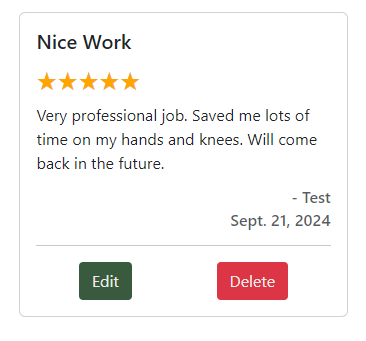 Nice Work
Very professional job. Saved me lots of
time on my hands and knees. Will come
back in the future.
- Test
Sept. 21, 2024
Edit
Delete